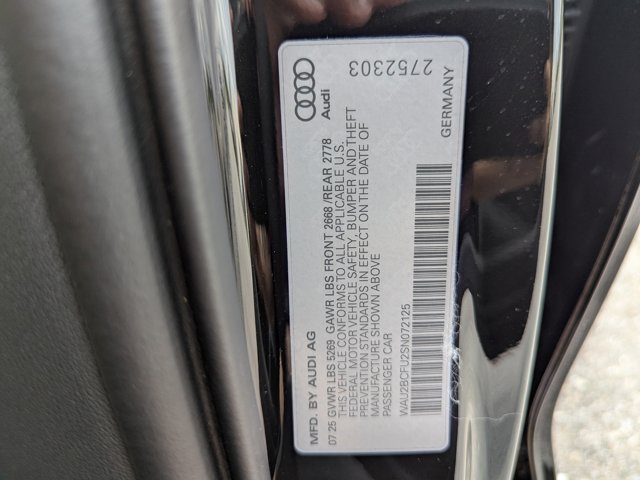 MFD. BY AUDI AG
07.25 GVWR LBS 5269 GAWR LBS FRONT 2668 /REAR 2778
THIS VEHICLE CONFORMS TO ALL APPLICABLE U.S.
FEDERAL MOTOR VEHICLE SAFETY, BUMPER AND THEFT
PREVENTION STANDARDS IN EFFECT ON THE DATE OF
MANUFACTURE SHOWN ABOVE
PASSENGER CAR
WAU2BCFU2SN072125
GERMANY
Audi
2752303